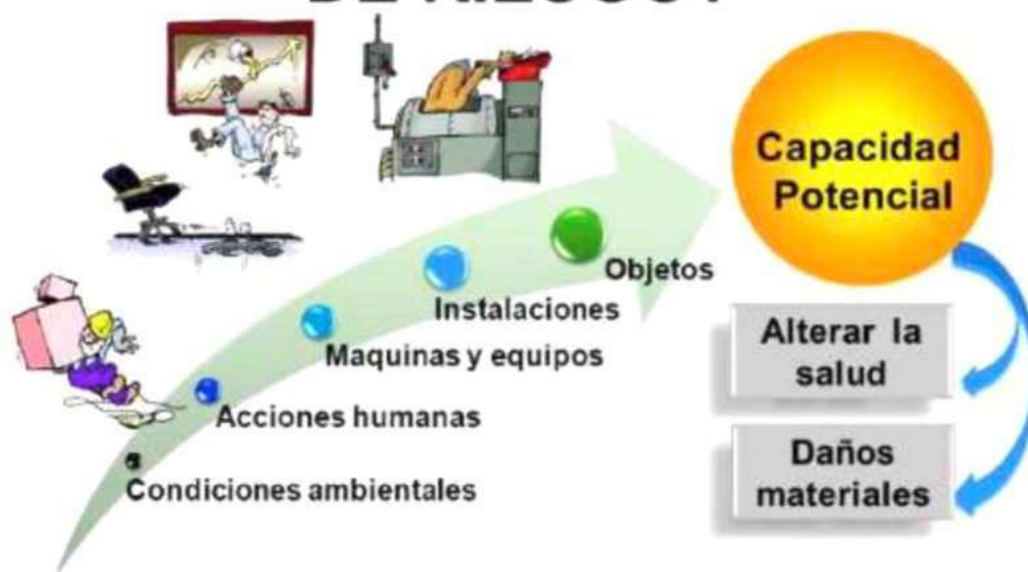 Capacidad
Potencial
Objetos
Instalaciones
Maquinas y equipos
Acciones humanas
Condiciones ambientales
Alterar la
salud
Daños
materiales